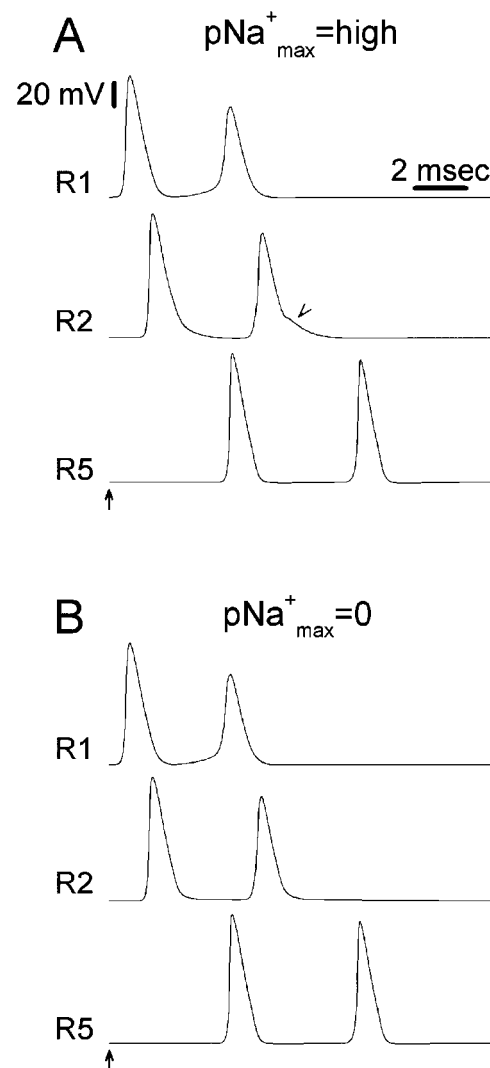 A pNa⁺max=high
20 mV
R1 2 msec
R2
R5
B pNa⁺max=0
R1
R2
R5